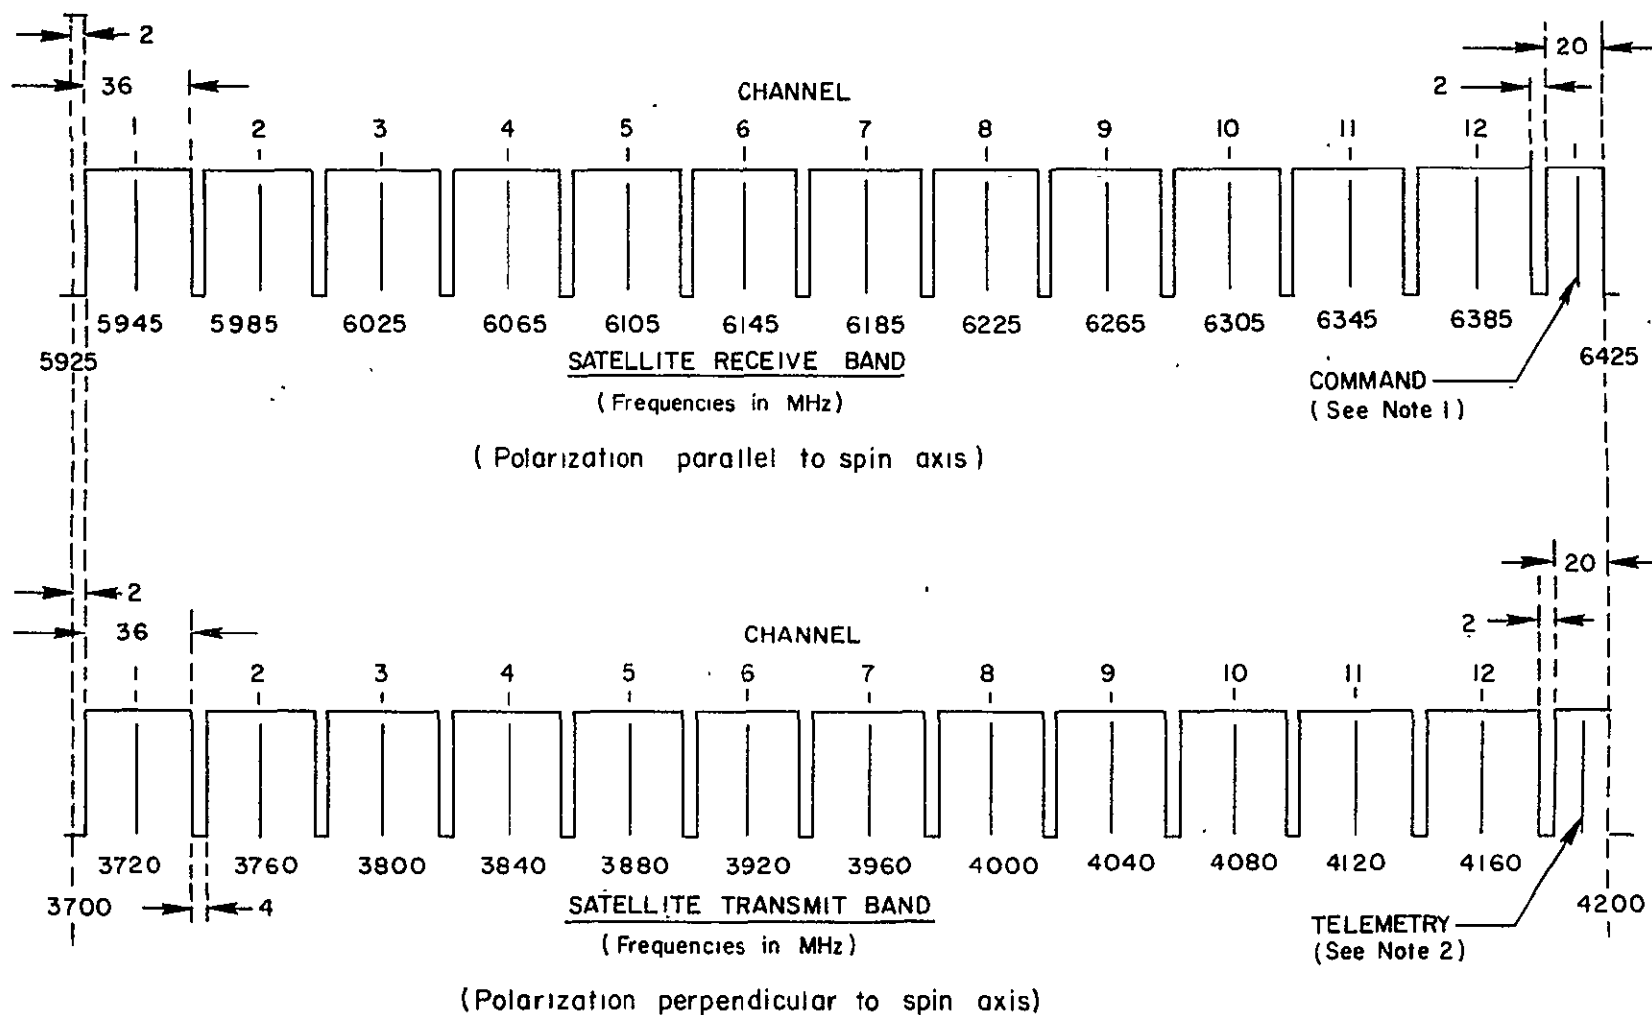 2
20
36
2
CHANNEL
1 2 3 4 5 6 7 8 9 10 11 12
5945 5985 6025 6065 6105 6145 6185 6225 6265 6305 6345 6385
5925
6425
SATELLITE RECEIVE BAND
(Frequencies in MHz)
COMMAND
(See Note 1)
(Polarization parallel to spin axis)
20
2
36
2
CHANNEL
1 2 3 4 5 6 7 8 9 10 11 12
3720 3760 3800 3840 3880 3920 3960 4000 4040 4080 4120 4160
3700
4
4200
SATELLITE TRANSMIT BAND
(Frequencies in MHz)
TELEMETRY
(See Note 2)
(Polarization perpendicular to spin axis)